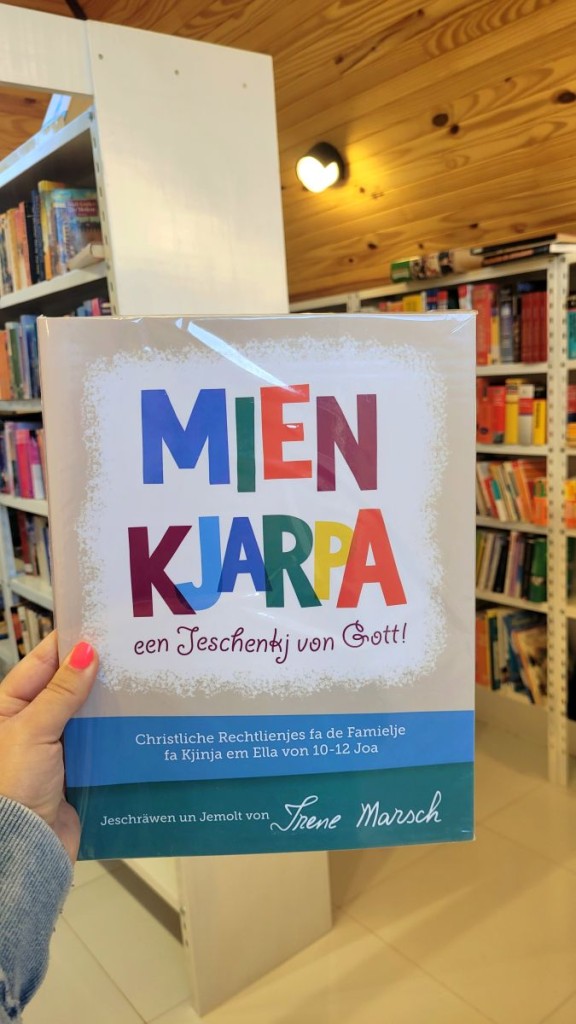 MIEN
KJARPA
een Jeschenkj von Gott!
Christliche Rechtlienjes fa de Famielje
fa Kjinja em Ella von 10-12 Joa
Jeschräwen un Jemolt von Irene Marsch